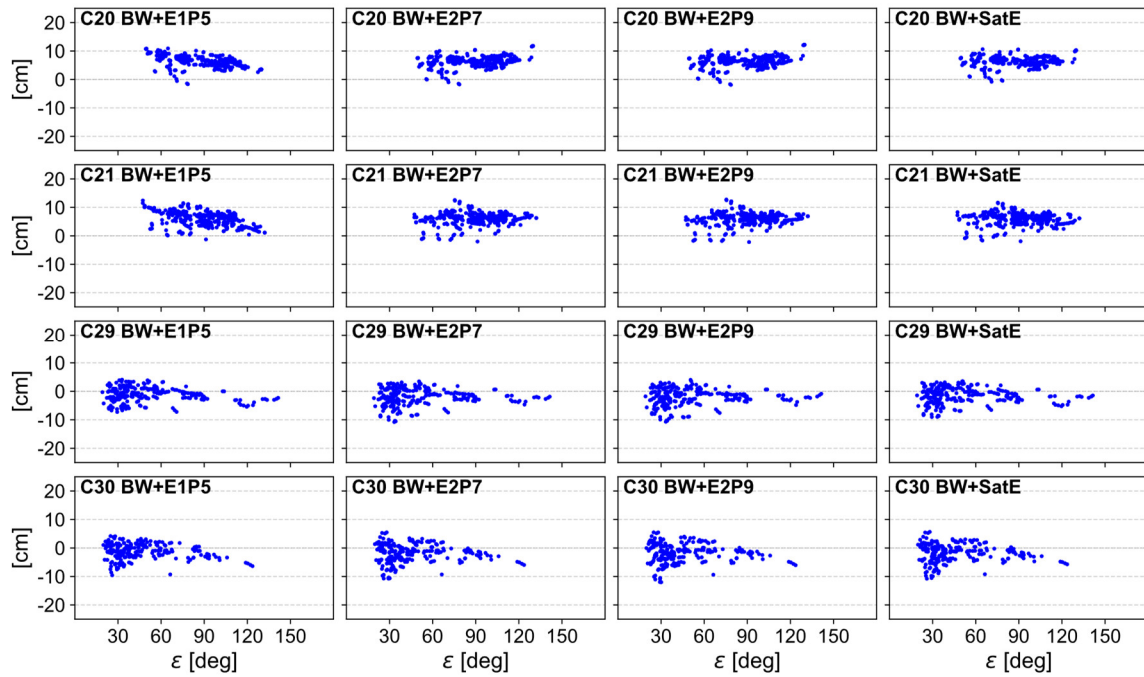 C20 BW+E1P5 C20 BW+E2P7 C20 BW+E2P9 C20 BW+SatE
20
10
0
-10
-20
[cm]
C21 BW+E1P5 C21 BW+E2P7 C21 BW+E2P9 C21 BW+SatE
20
10
0
-10
-20
[cm]
C29 BW+E1P5 C29 BW+E2P7 C29 BW+E2P9 C29 BW+SatE
20
10
0
-10
-20
[cm]
C30 BW+E1P5 C30 BW+E2P7 C30 BW+E2P9 C30 BW+SatE
20
10
0
-10
-20
[cm]
30 60 90 120 150 30 60 90 120 150 30 60 90 120 150 30 60 90 120 150
ε [deg] ε [deg] ε [deg] ε [deg]